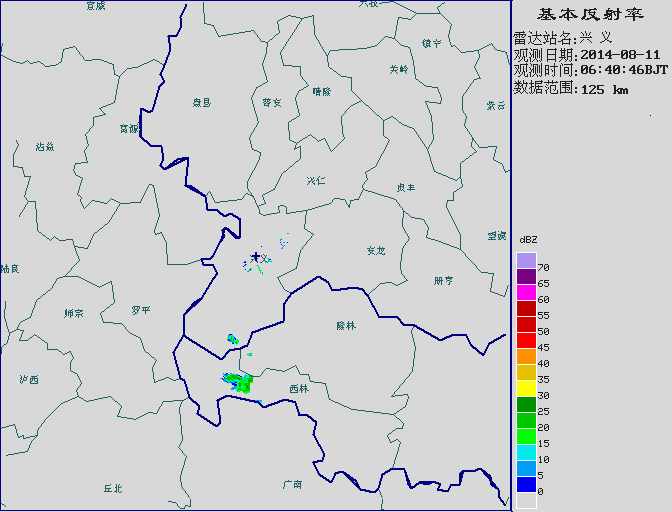 基本反射率
雷达站名:兴 义
观测日期:2014-08-11
观测时间:06:40:46BJT
数据范围:125 km
dBZ
70
65
60
55
50
45
40
35
30
25
20
15
10
5
0
宣威
镇宁
关岭
晴隆
盘县
普安
紫云
富源
沾益
兴仁
贞丰
望谟
安龙
兴义
册亨
陆良
师宗
罗平
隆林
泸西
西林
丘北
广南